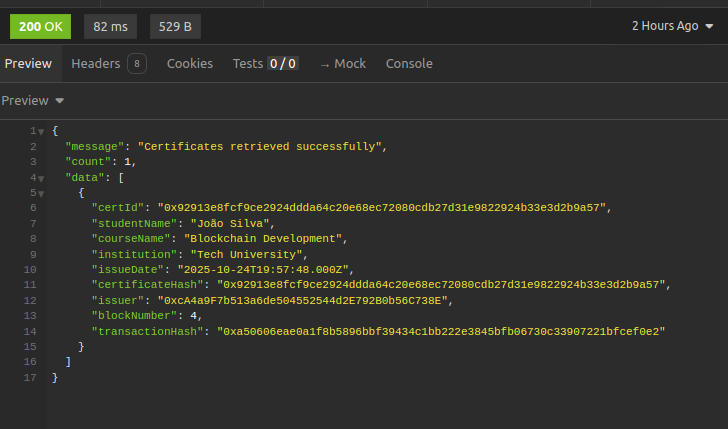 200 OK 82 ms 529 B 2 Hours Ago
Preview Headers 8 Cookies Tests 0 / 0 → Mock Console
Preview
1 {
2 "message": "Certificates retrieved successfully",
3 "count": 1,
4 "data": [
5 {
6 "certId": "0x92913e8fcf9ce2924ddda64c20e68ec72080cdb27d31e9822924b33e3d2b9a57",
7 "studentName": "João Silva",
8 "courseName": "Blockchain Development",
9 "institution": "Tech University",
10 "issueDate": "2025-10-24T19:57:48.000Z",
11 "certificateHash": "0x92913e8fcf9ce2924ddda64c20e68ec72080cdb27d31e9822924b33e3d2b9a57",
12 "issuer": "0xcA4a9F7b513a6de504552544d2E792B0b56C738E",
13 "blockNumber": 4,
14 "transactionHash": "0xa50606eae0a1f8b5896bbf39434c1bb222e3845bfb06730c33907221bfcef0e2"
15 }
16 ]
17 }